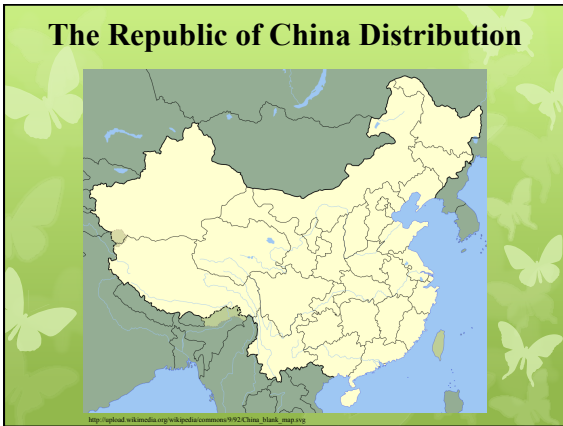 The Republic of China Distribution
http://upload.wikimedia.org/wikipedia/commons/9/92/China_blank_map.svg